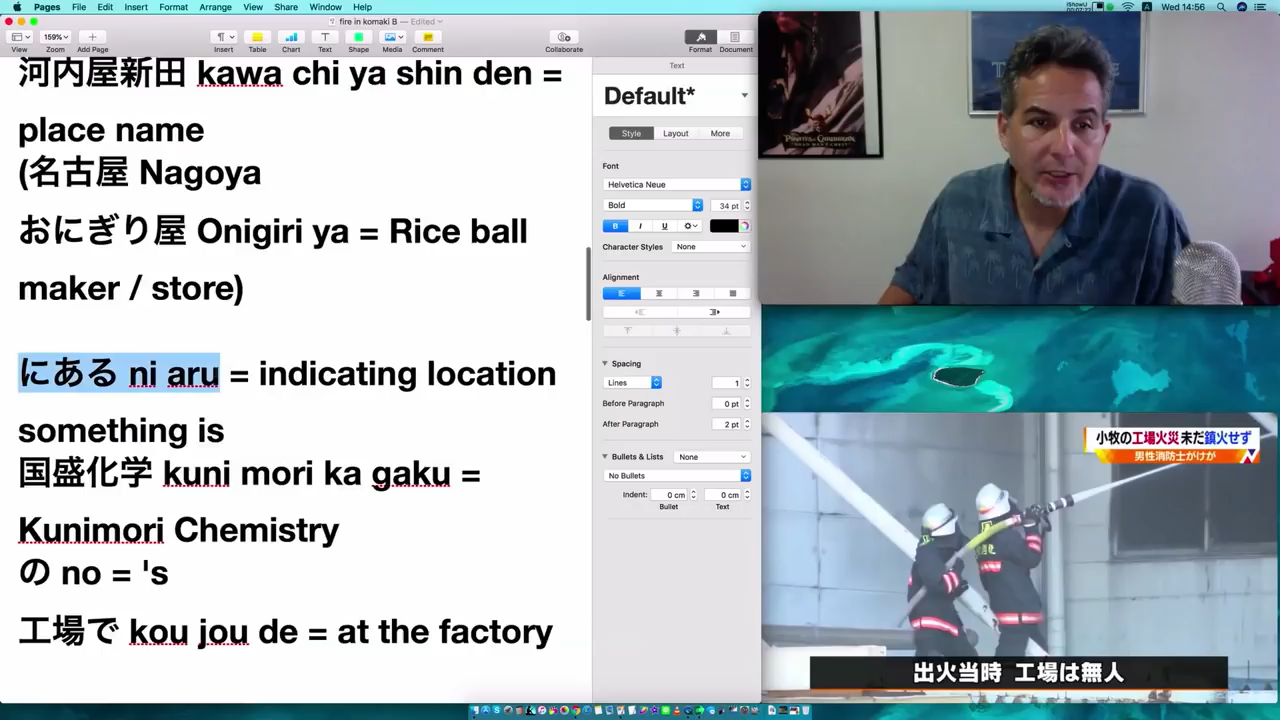 Pages File Edit Insert Format Arrange View Share Window Help
Wed 14:56
fire in komaki B — Edited
View Zoom Add Page Insert Table Chart Text Shape Media Comment Collaborate Format Document
159%
河内屋新田 kawa chi ya shin den =
place name
(名古屋 Nagoya
おにぎり屋 Onigiri ya = Rice ball
maker / store)
にある ni aru = indicating location
something is
国盛化学 kuni mori ka gaku =
Kunimori Chemistry
の no = 's
工場で kou jou de = at the factory
Text
Default*
Style Layout More
Font
Helvetica Neue
Bold 34 pt
B I U
Character Styles None
Alignment
Spacing
Lines 1
Before Paragraph 0 pt
After Paragraph 2 pt
Bullets & Lists None
No Bullets
Indent: 0 cm 0 cm
Bullet Text
PIRATES of the CARIBBEAN
DEAD MAN'S CHEST
小牧の工場火災 未だ鎮火せず
男性消防士がけが
出火当時 工場は無人